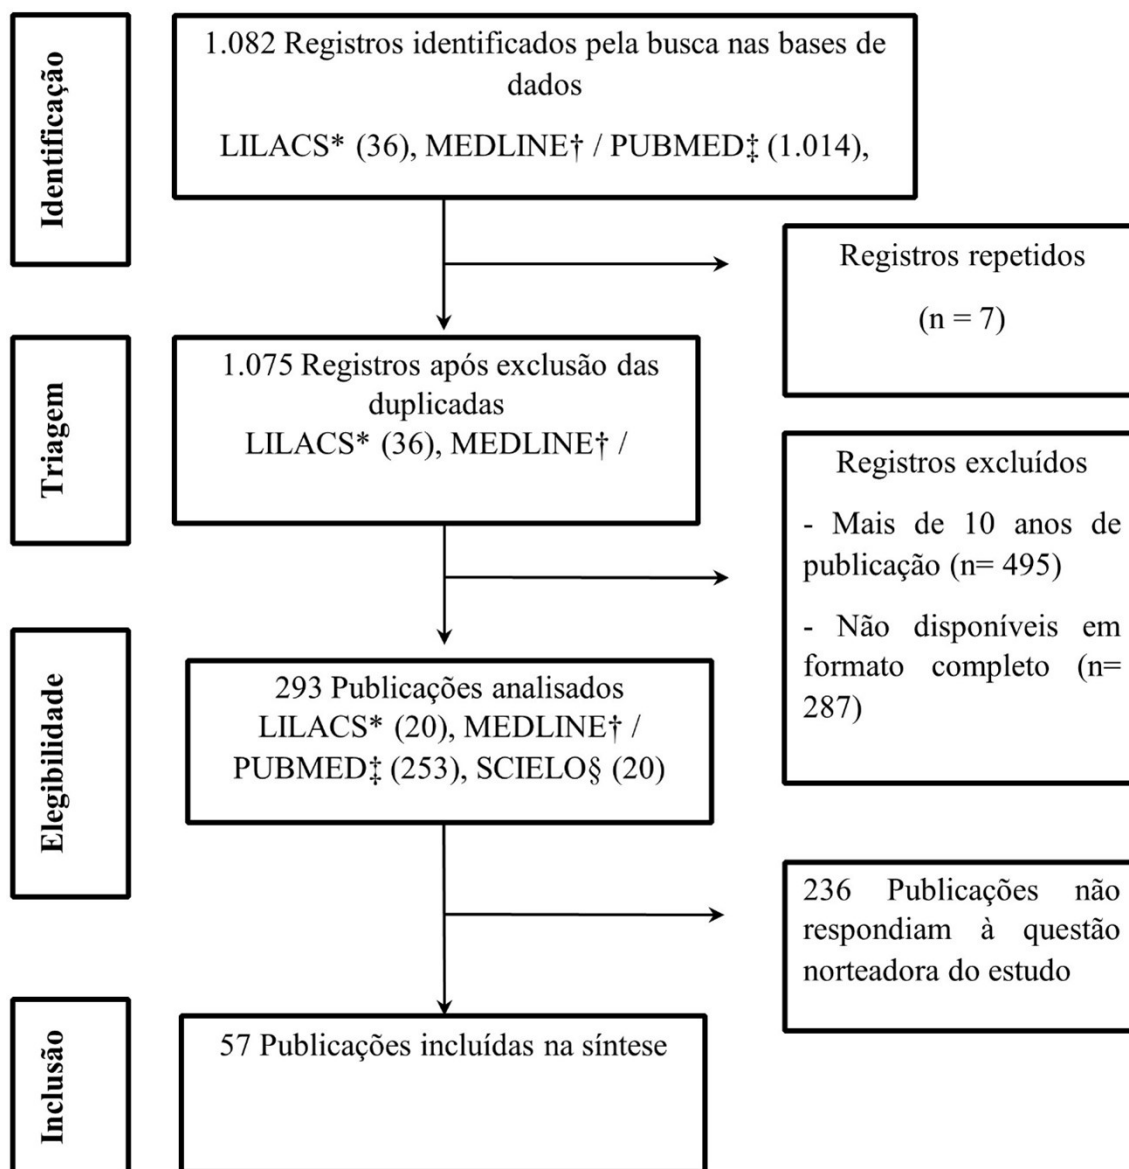 Identificação
1.082 Registros identificados pela busca nas bases de
dados
LILACS* (36), MEDLINE† / PUBMED‡ (1.014),
Registros repetidos
(n = 7)
Triagem
1.075 Registros após exclusão das
duplicadas
LILACS* (36), MEDLINE† /
Registros excluídos
- Mais de 10 anos de
publicação (n= 495)
- Não disponíveis em
formato completo (n=
287)
Elegibilidade
293 Publicações analisados
LILACS* (20), MEDLINE† /
PUBMED‡ (253), SCIELO§ (20)
236 Publicações não
respondiam à questão
norteadora do estudo
Inclusão
57 Publicações incluídas na síntese